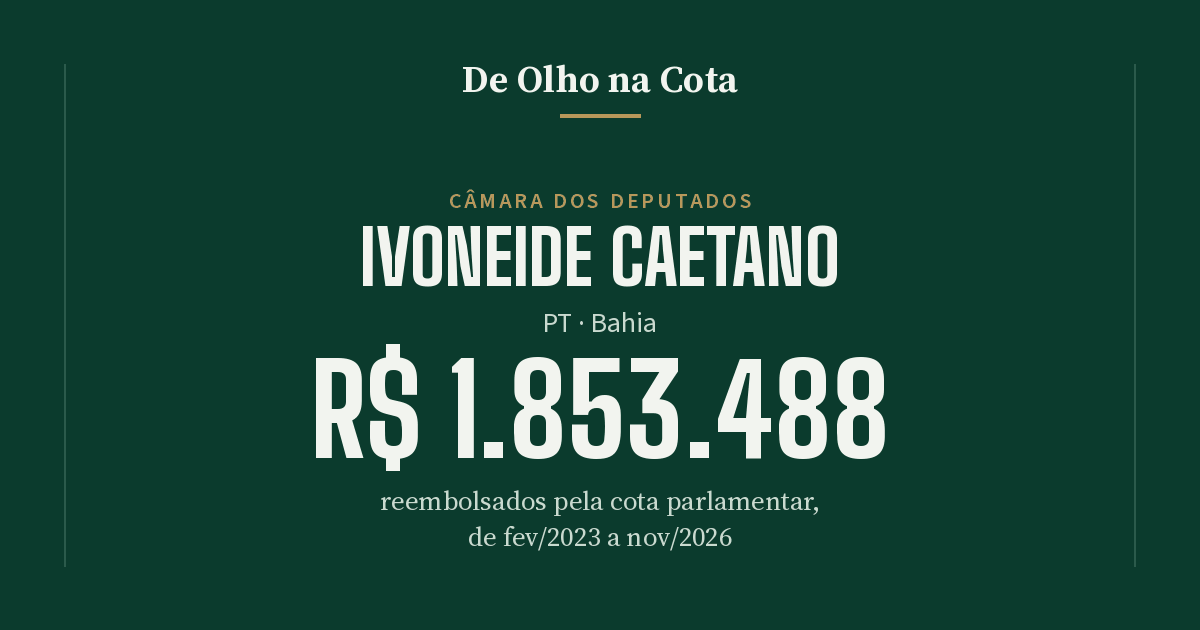 De Olho na Cota
CÂMARA DOS DEPUTADOS
IVONEIDE CAETANO
PT · Bahia
R$ 1.853.488
reembolsados pela cota parlamentar,
de fev/2023 a nov/2026